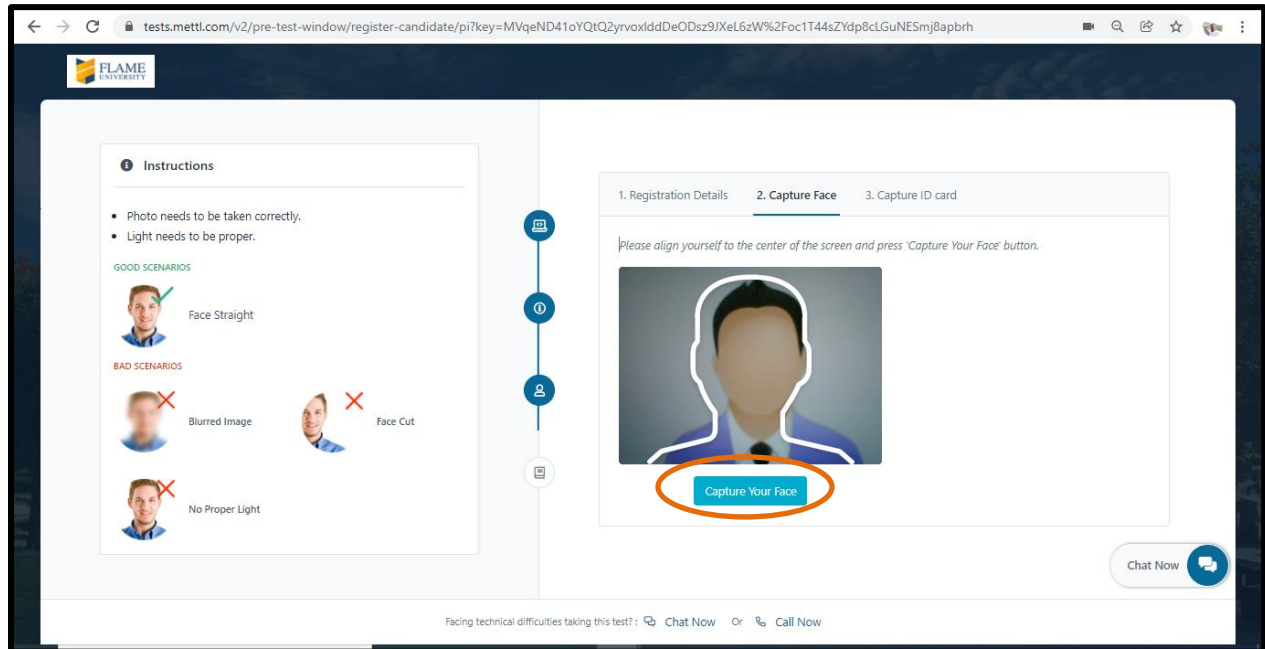 tests.mettl.com/v2/pre-test-window/register-candidate/pi?key=MVqeND41oYQtQ2yrvoxIddDeODsz9JXeL6zW%2Foc1T44sZYdp8cLGuNESmj8apbrh
FLAME
UNIVERSITY
Instructions
• Photo needs to be taken correctly.
• Light needs to be proper.
GOOD SCENARIOS
Face Straight
BAD SCENARIOS
Blurred Image
Face Cut
No Proper Light
1. Registration Details 2. Capture Face 3. Capture ID card
Please align yourself to the center of the screen and press 'Capture Your Face' button.
Capture Your Face
Chat Now
Facing technical difficulties taking this test? : Chat Now Or Call Now